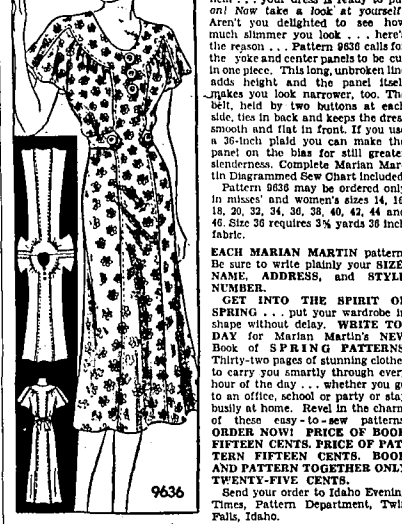 hem . . . your dress is ready to put
on! Now take a look at yourself.
Aren't you delighted to see how
much slimmer you look . . . here's
the reason . . . Pattern 9636 calls for
the yoke and center panels to be cut
in one piece. This long, unbroken line
adds height and the panel itself
makes you look narrower, too. The
belt, held by two buttons at each
side, ties in back and keeps the dress
smooth and flat in front. If you use
a 36-inch plaid you can make the
panel on the bias for still greater
slenderness. Complete Marian Mar-
tin Diagrammed Sew Chart included.
Pattern 9636 may be ordered only
in misses' and women's sizes 14, 16,
18, 20, 32, 34, 36, 38, 40, 42, 44 and
46. Size 36 requires 3⅜ yards 36 inch
fabric.
EACH MARIAN MARTIN pattern.
Be sure to write plainly your SIZE,
NAME, ADDRESS, and STYLE
NUMBER.
GET INTO THE SPIRIT OF
SPRING . . . put your wardrobe in
shape without delay. WRITE TO-
DAY for Marian Martin's NEW
Book of SPRING PATTERNS.
Thirty-two pages of stunning clothes
to carry you smartly through every
hour of the day . . . whether you go
to an office, school or party or stay
busily at home. Revel in the charm
of these easy-to-sew patterns.
ORDER NOW! PRICE OF BOOK
FIFTEEN CENTS. PRICE OF PAT-
TERN FIFTEEN CENTS. BOOK
AND PATTERN TOGETHER ONLY
TWENTY-FIVE CENTS.
Send your order to Idaho Evening
Times, Pattern Department, Twin
Falls, Idaho.
9636